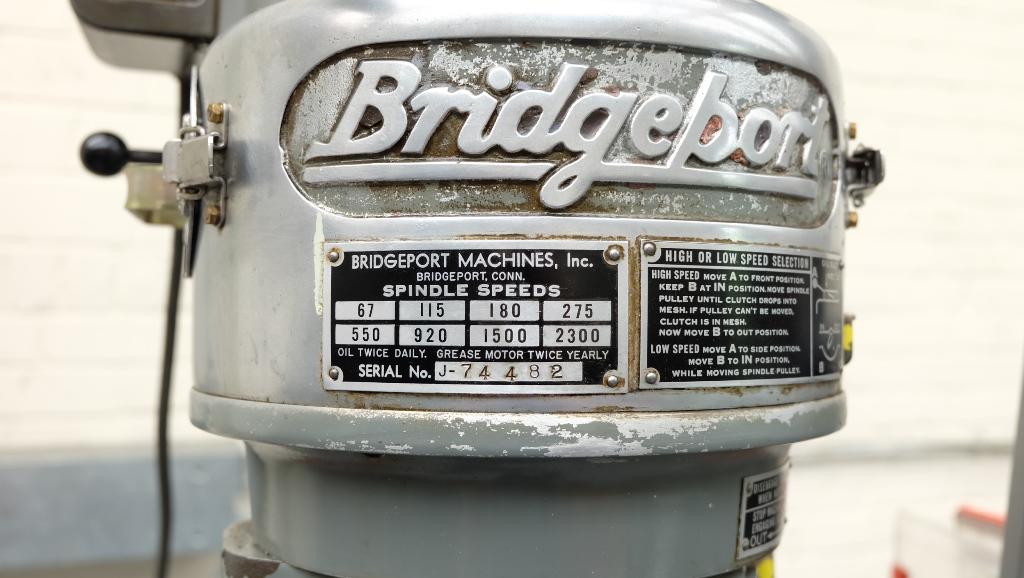 Bridgeport
BRIDGEPORT MACHINES, Inc.
BRIDGEPORT, CONN.
SPINDLE SPEEDS
67 115 180 275
550 920 1500 2300
OIL TWICE DAILY. GREASE MOTOR TWICE YEARLY
SERIAL No. J-74482
HIGH OR LOW SPEED SELECTION
HIGH SPEED MOVE A TO FRONT POSITION.
KEEP B AT IN POSITION. MOVE SPINDLE
PULLEY UNTIL CLUTCH DROPS INTO
MESH. IF PULLEY CAN'T BE MOVED,
CLUTCH IS IN MESH.
NOW MOVE B TO OUT POSITION.
LOW SPEED MOVE A TO SIDE POSITION.
MOVE B TO IN POSITION,
WHILE MOVING SPINDLE PULLEY.
A
B
WHEN
STOP
OUT